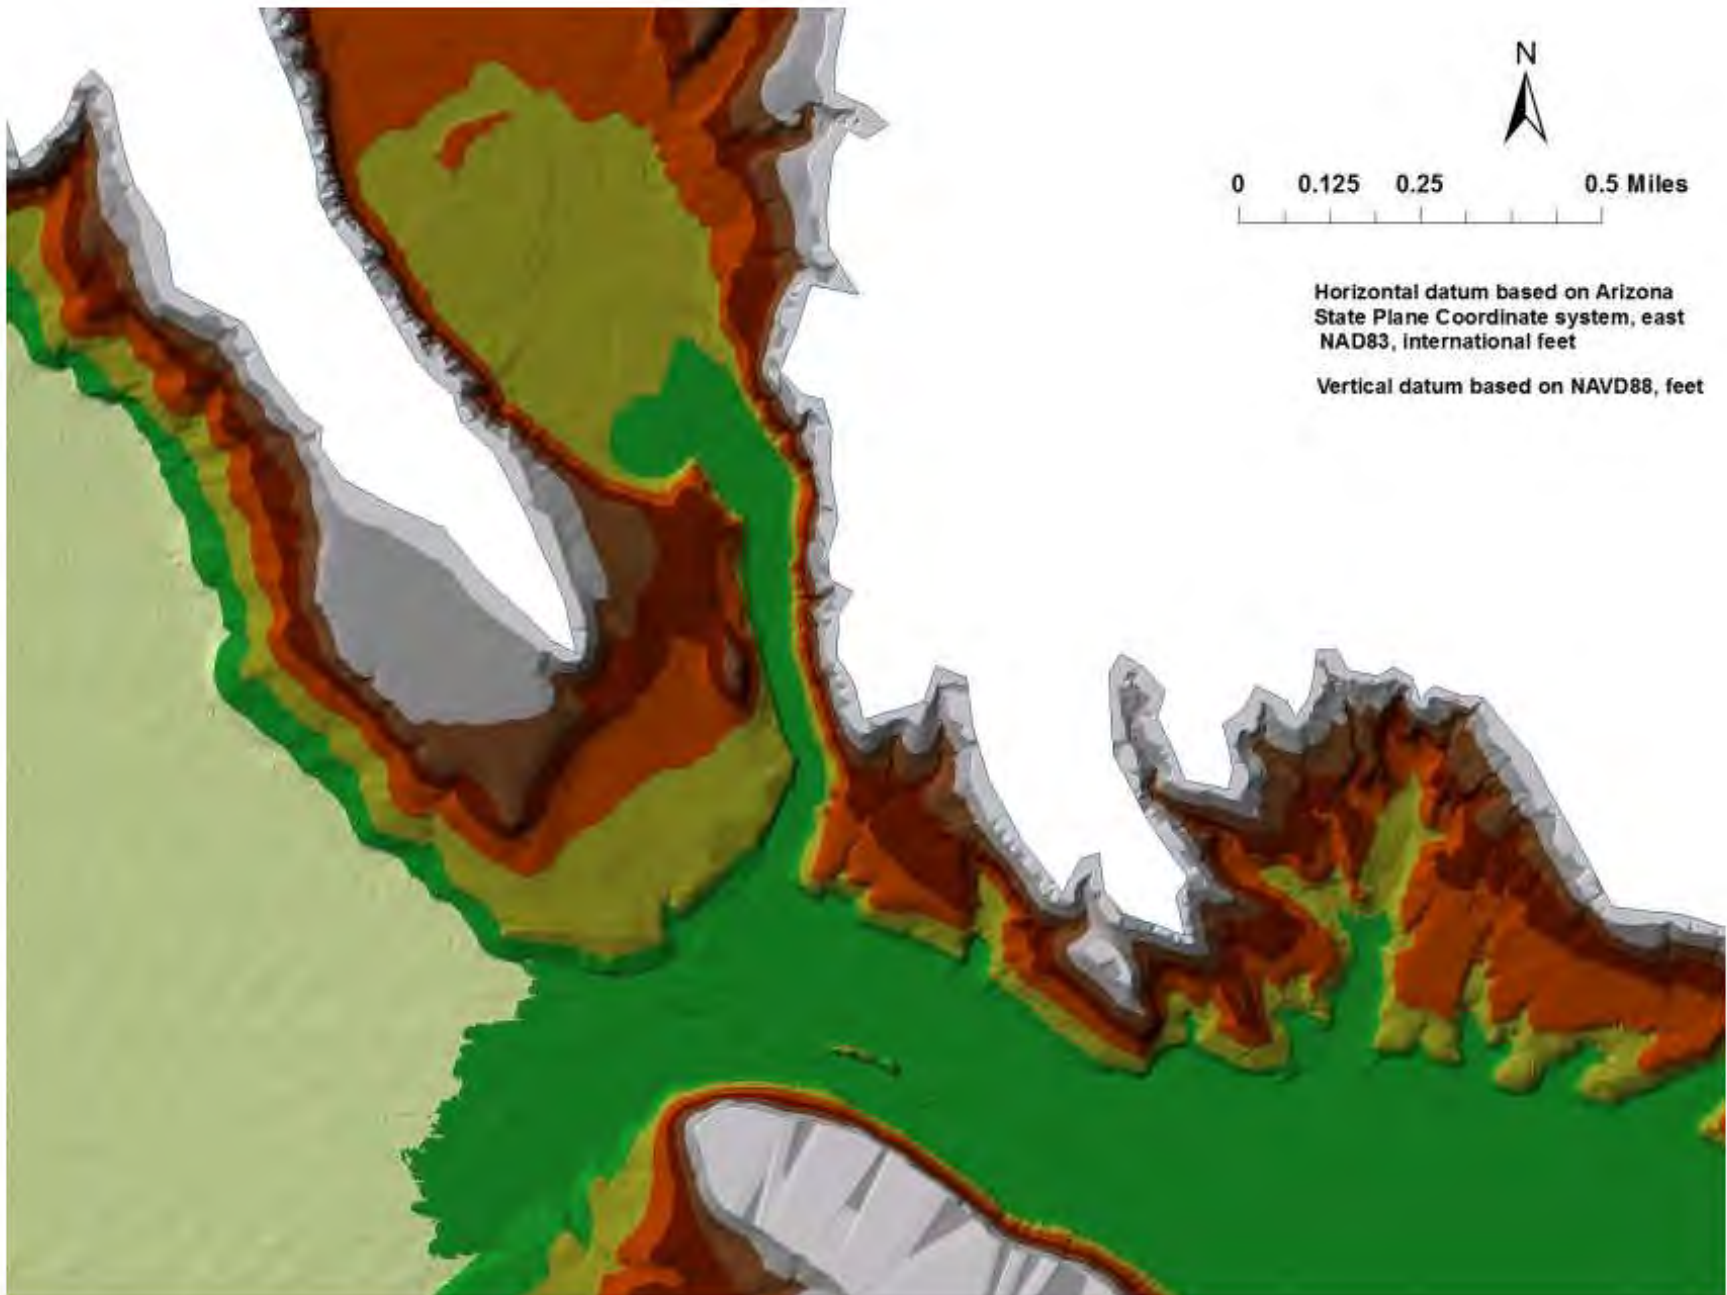 N
0 0.125 0.25 0.5 Miles
Horizontal datum based on Arizona
State Plane Coordinate system, east
NAD83, international feet
Vertical datum based on NAVD88, feet